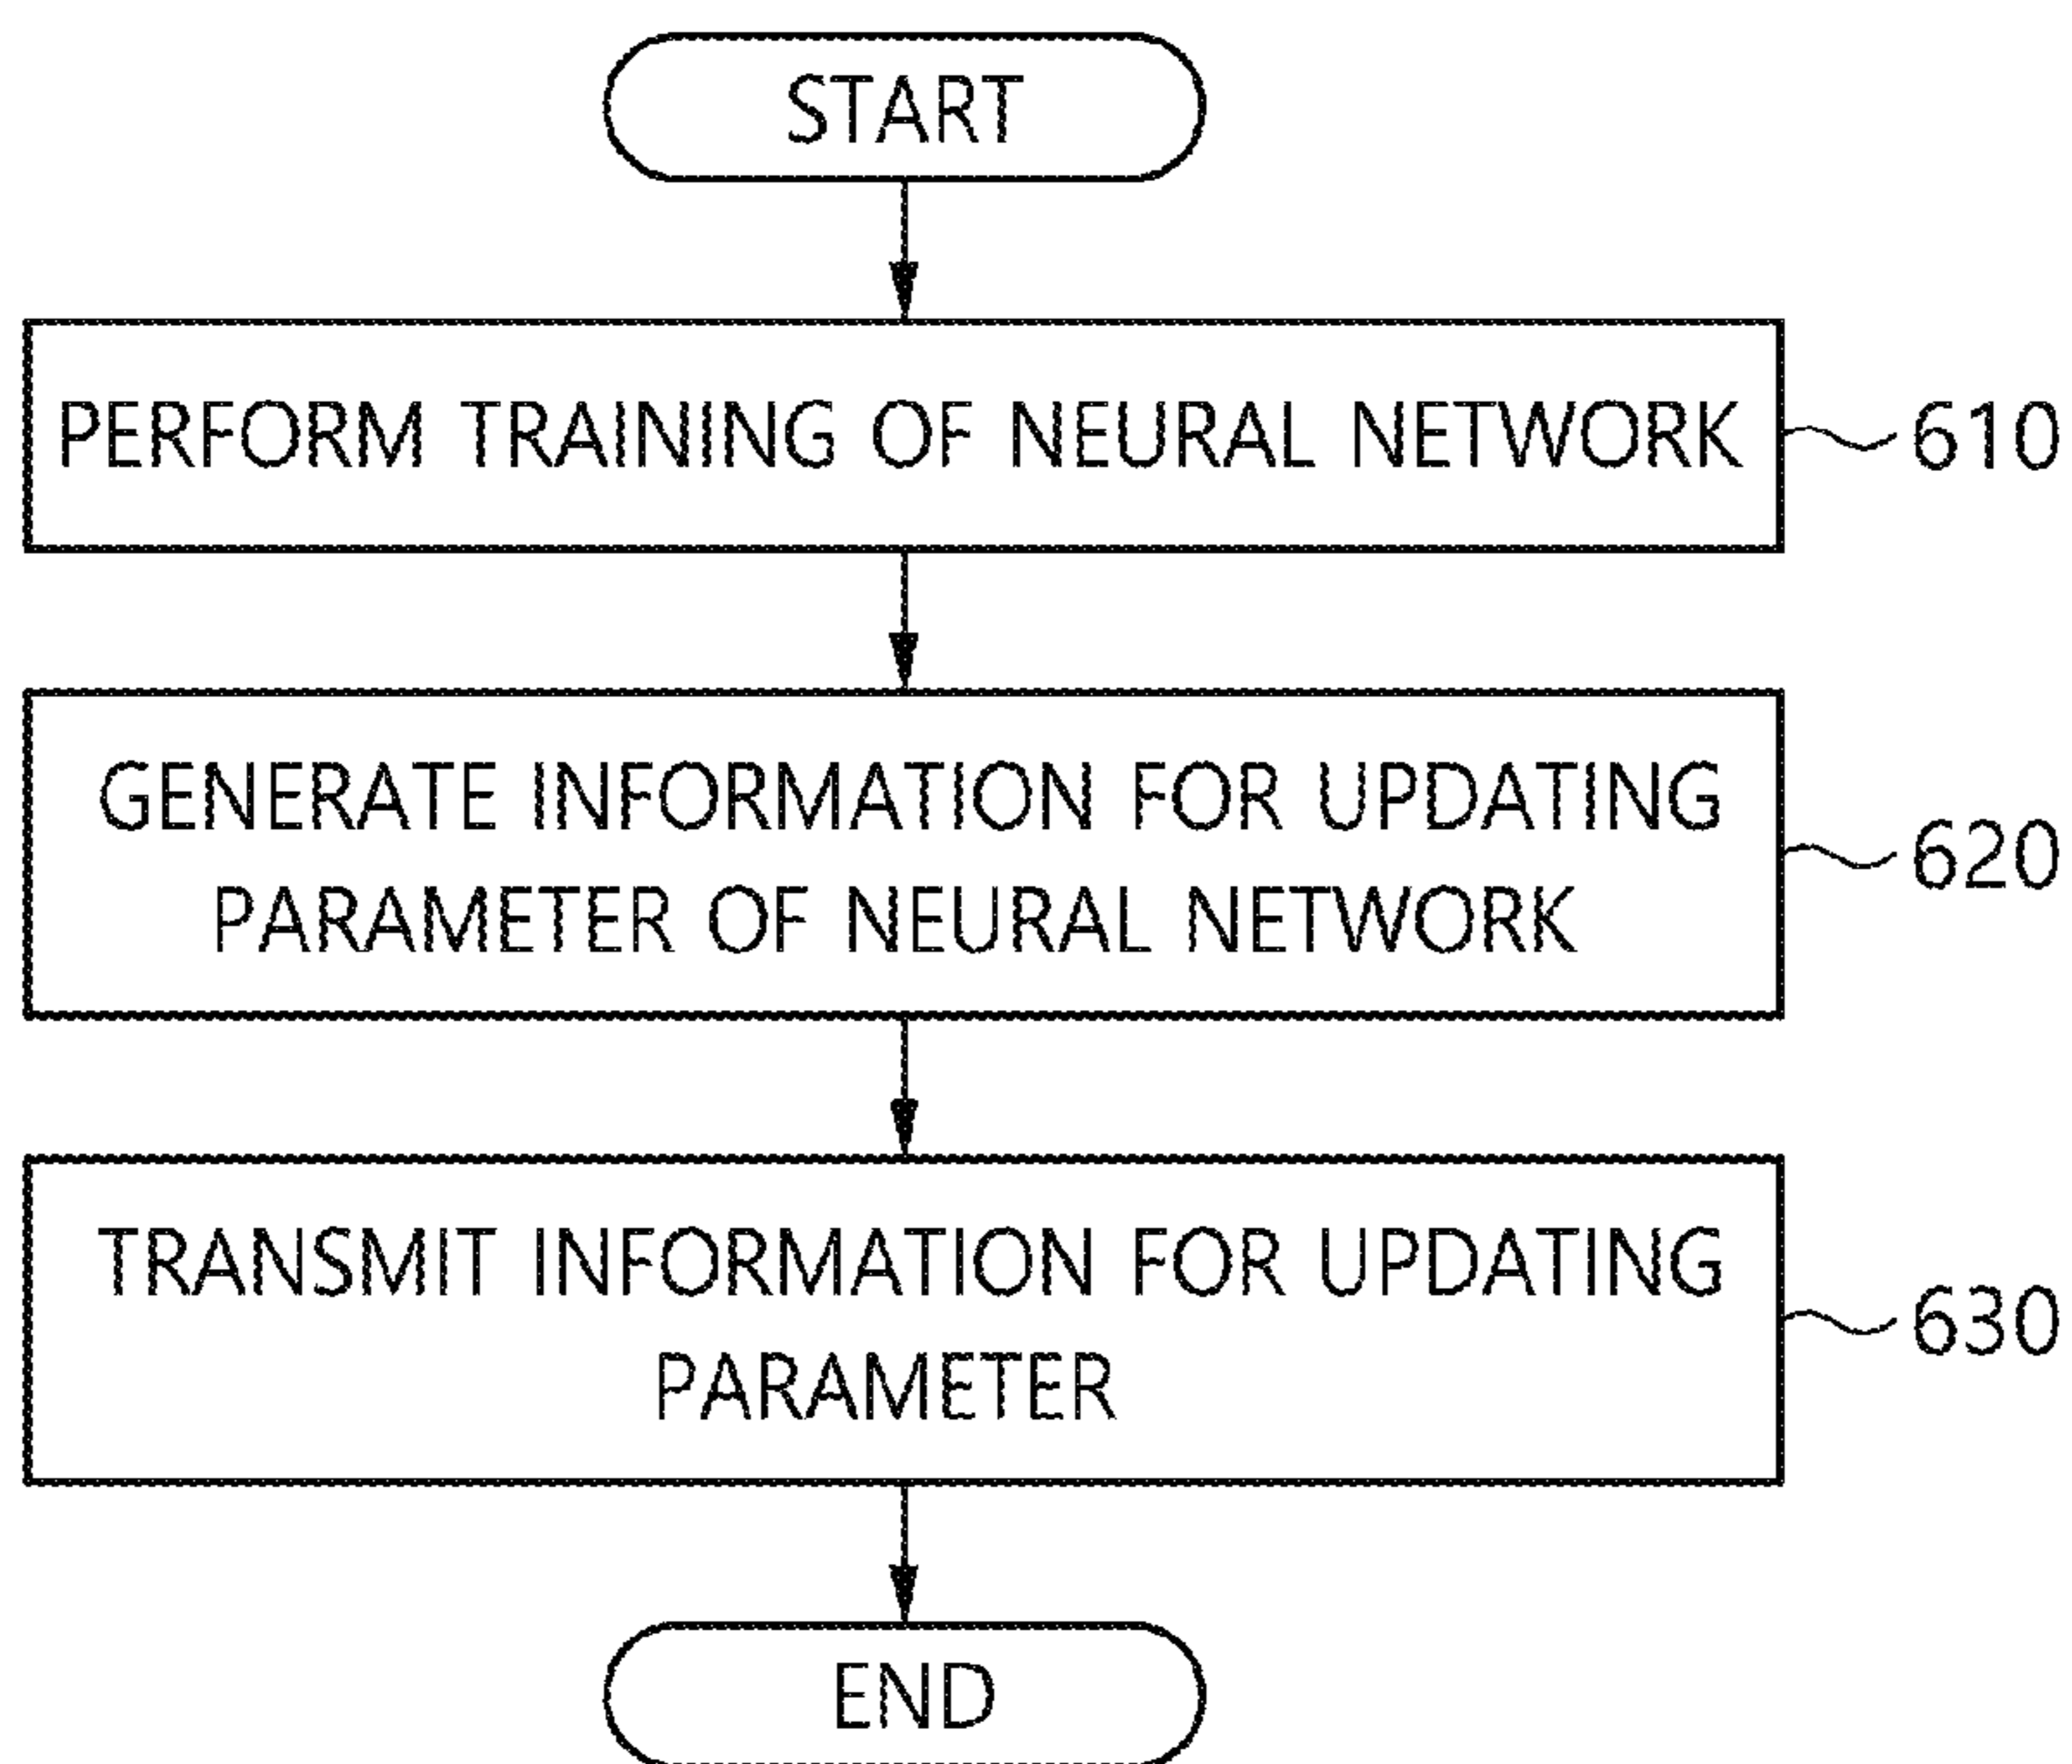 START
PERFORM TRAINING OF NEURAL NETWORK
610
GENERATE INFORMATION FOR UPDATING
PARAMETER OF NEURAL NETWORK
620
TRANSMIT INFORMATION FOR UPDATING
PARAMETER
630
END